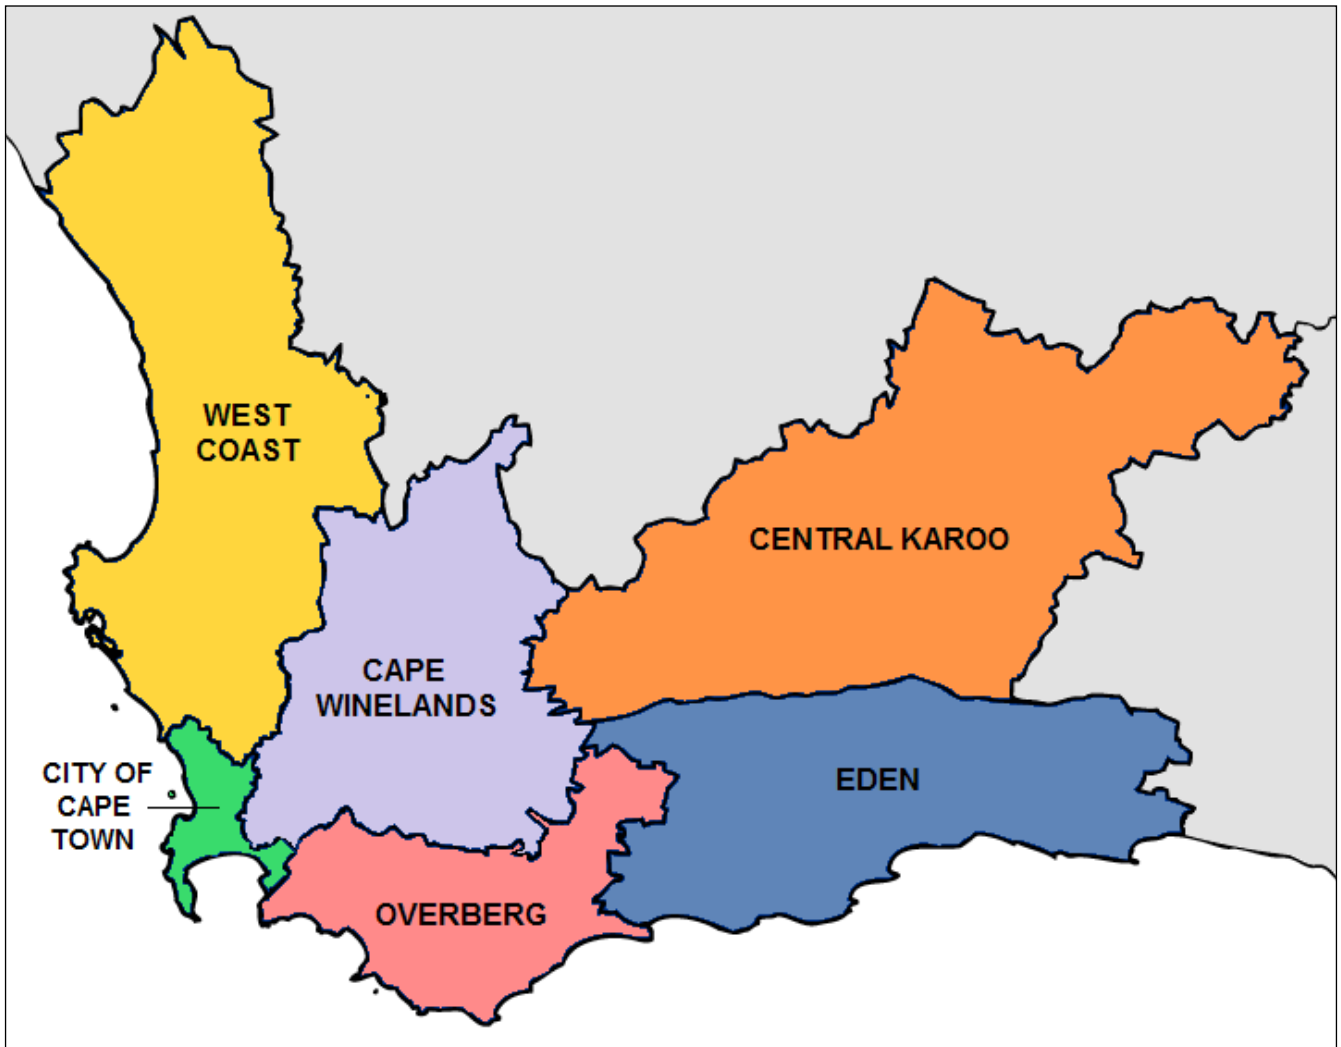 WEST
COAST
CENTRAL KAROO
CAPE
WINELANDS
CITY OF
CAPE
TOWN
EDEN
OVERBERG